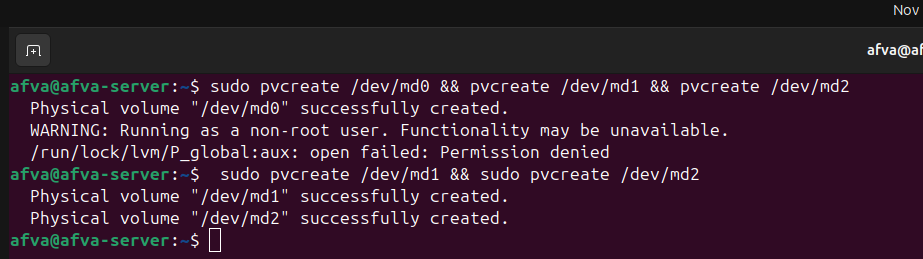 Nov
afva@af
afva@afva-server:~$ sudo pvcreate /dev/md0 && pvcreate /dev/md1 && pvcreate /dev/md2
Physical volume "/dev/md0" successfully created.
WARNING: Running as a non-root user. Functionality may be unavailable.
/run/lock/lvm/P_global:aux: open failed: Permission denied
afva@afva-server:~$  sudo pvcreate /dev/md1 && sudo pvcreate /dev/md2
Physical volume "/dev/md1" successfully created.
Physical volume "/dev/md2" successfully created.
afva@afva-server:~$